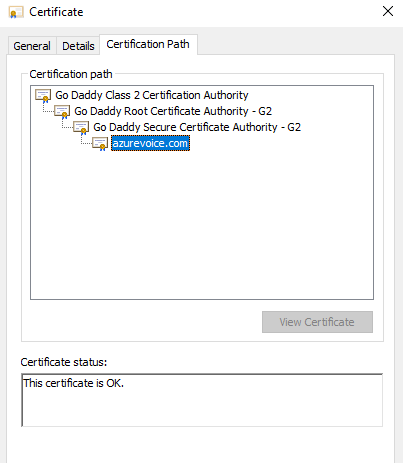 Certificate
General
Details
Certification Path
Certification path
Go Daddy Class 2 Certification Authority
Go Daddy Root Certificate Authority - G2
Go Daddy Secure Certificate Authority - G2
azurevoice.com
View Certificate
Certificate status:
This certificate is OK.